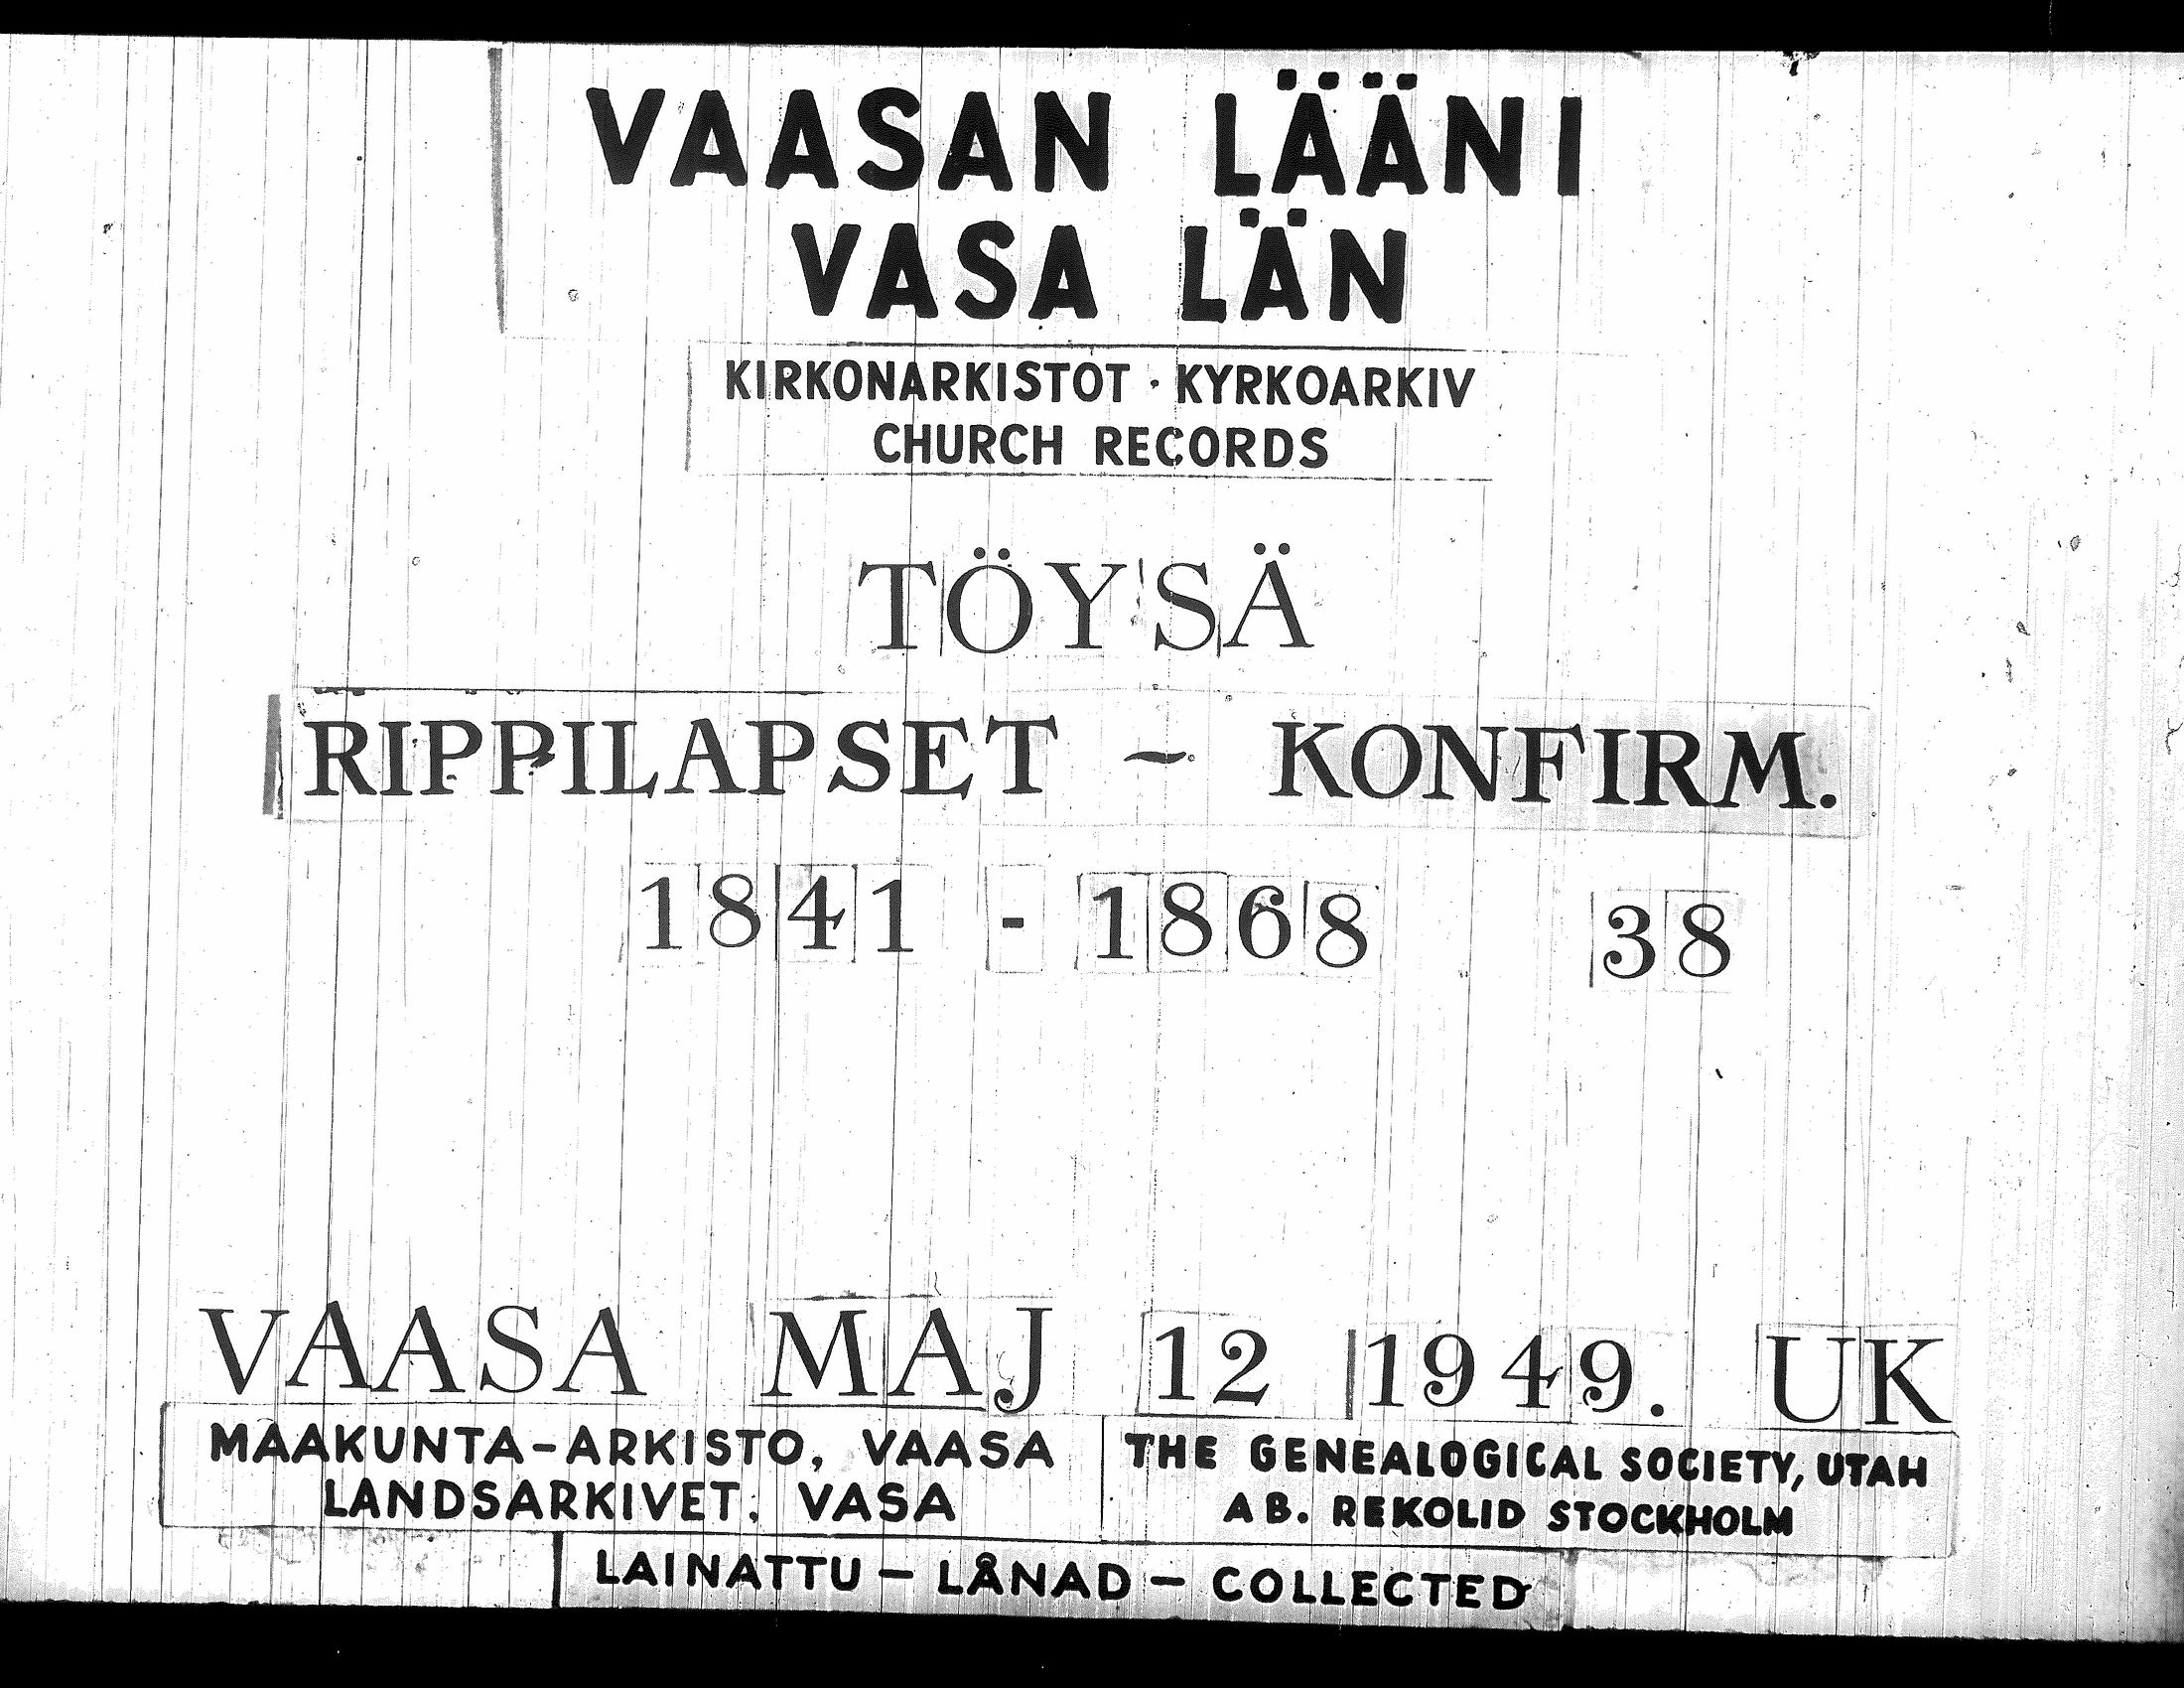 VAASAN LÄÄNI
VASA LÄN
KIRKONARKISTOT · KYRKOARKIV
CHURCH RECORDS
TÖYSÄ
RIPPILAPSET ~ KONFIRM.
1841 - 1868 38
VAASA MAJ 12 1949. UK
MAAKUNTA-ARKISTO, VAASA
LANDSARKIVET, VASA
THE GENEALOGICAL SOCIETY, UTAH
AB. REKOLID STOCKHOLM
LAINATTU — LÅNAD — COLLECTED